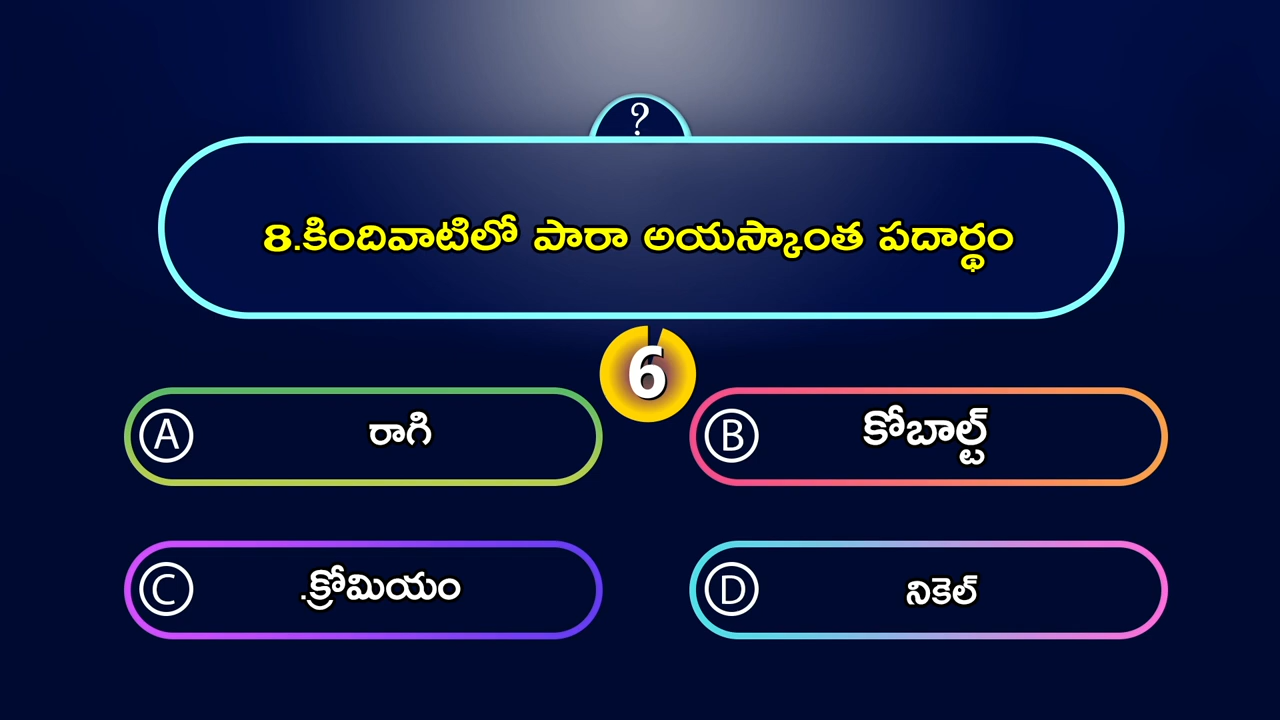 ?
8.కిందివాటిలో పారా అయస్కాంత పదార్థం
6
A రాగి
B కోబాల్ట్
C .క్రోమియం
D నికెల్